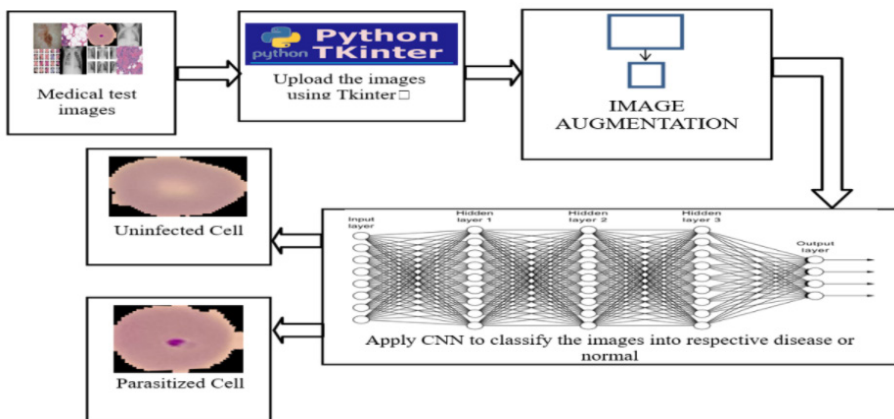 Medical test
images
Python
TKinter
python
Upload the images
using Tkinter □
IMAGE
AUGMENTATION
Uninfected Cell
Parasitized Cell
Input
layer
Hidden
layer 1
Hidden
layer 2
Hidden
layer 3
Output
layer
Apply CNN to classify the images into respective disease or
normal